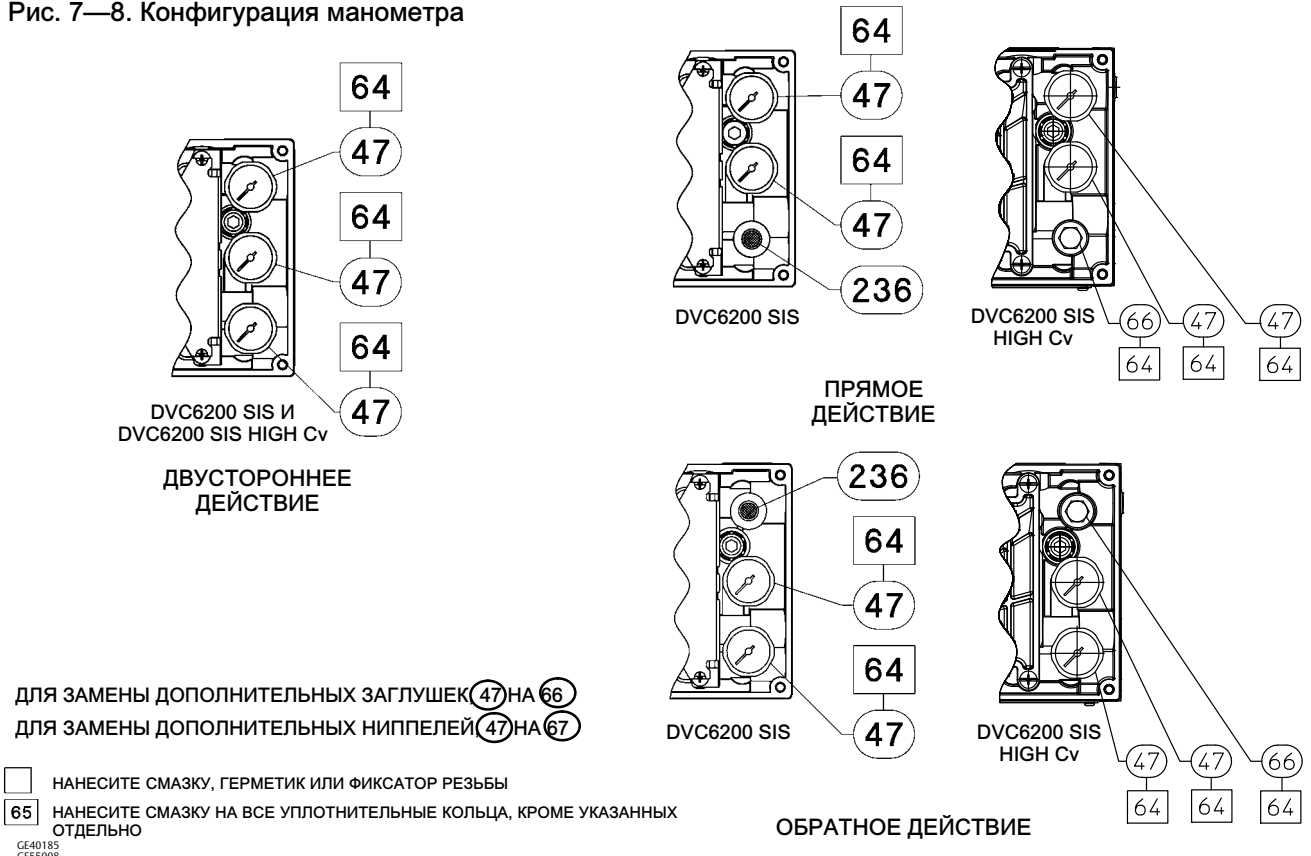 Рис. 7—8. Конфигурация манометра
64
47
64
47
64
47
DVC6200 SIS И
DVC6200 SIS HIGH Cv
ДВУСТОРОННЕЕ
ДЕЙСТВИЕ
64
47
64
47
236
DVC6200 SIS
DVC6200 SIS
HIGH Cv
66 47 47
64 64 64
ПРЯМОЕ
ДЕЙСТВИЕ
236
64
47
64
47
DVC6200 SIS
DVC6200 SIS
HIGH Cv
47 47 66
64 64 64
ОБРАТНОЕ ДЕЙСТВИЕ
ДЛЯ ЗАМЕНЫ ДОПОЛНИТЕЛЬНЫХ ЗАГЛУШЕК, 47 НА 66
ДЛЯ ЗАМЕНЫ ДОПОЛНИТЕЛЬНЫХ НИППЕЛЕЙ, 47 НА 67
НАНЕСИТЕ СМАЗКУ, ГЕРМЕТИК ИЛИ ФИКСАТОР РЕЗЬБЫ
65 НАНЕСИТЕ СМАЗКУ НА ВСЕ УПЛОТНИТЕЛЬНЫЕ КОЛЬЦА, КРОМЕ УКАЗАННЫХ
ОТДЕЛЬНО
GE40185